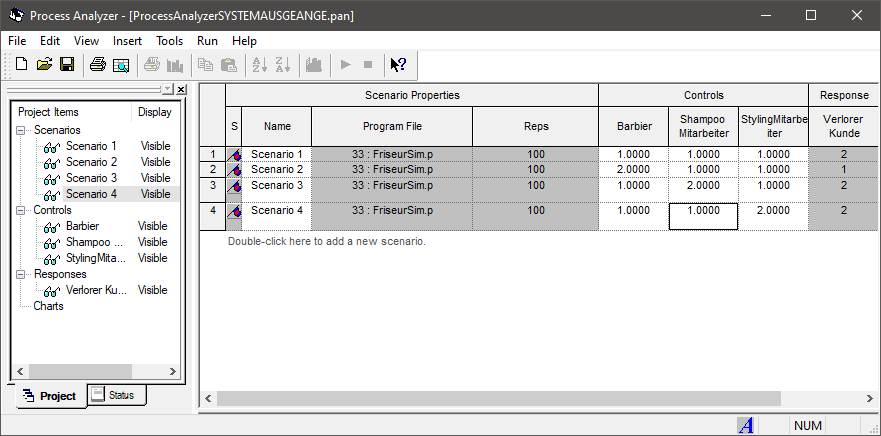 Process Analyzer - [ProcessAnalyzerSYSTEMAUSGEANGE.pan]
File Edit View Insert Tools Run Help
Project Items Display
Scenarios
Scenario 1 Visible
Scenario 2 Visible
Scenario 3 Visible
Scenario 4 Visible
Controls
Barbier Visible
Shampoo ... Visible
StylingMita... Visible
Responses
Verlorer Ku... Visible
Charts
Project Status
Scenario Properties Controls Response
S Name Program File Reps Barbier Shampoo Mitarbeiter StylingMitarbe iter Verlorer Kunde
1 Scenario 1 33 : FriseurSim.p 100 1.0000 1.0000 1.0000 2
2 Scenario 2 33 : FriseurSim.p 100 2.0000 1.0000 1.0000 1
3 Scenario 3 33 : FriseurSim.p 100 1.0000 2.0000 1.0000 2
4 Scenario 4 33 : FriseurSim.p 100 1.0000 1.0000 2.0000 2
Double-click here to add a new scenario.
A NUM